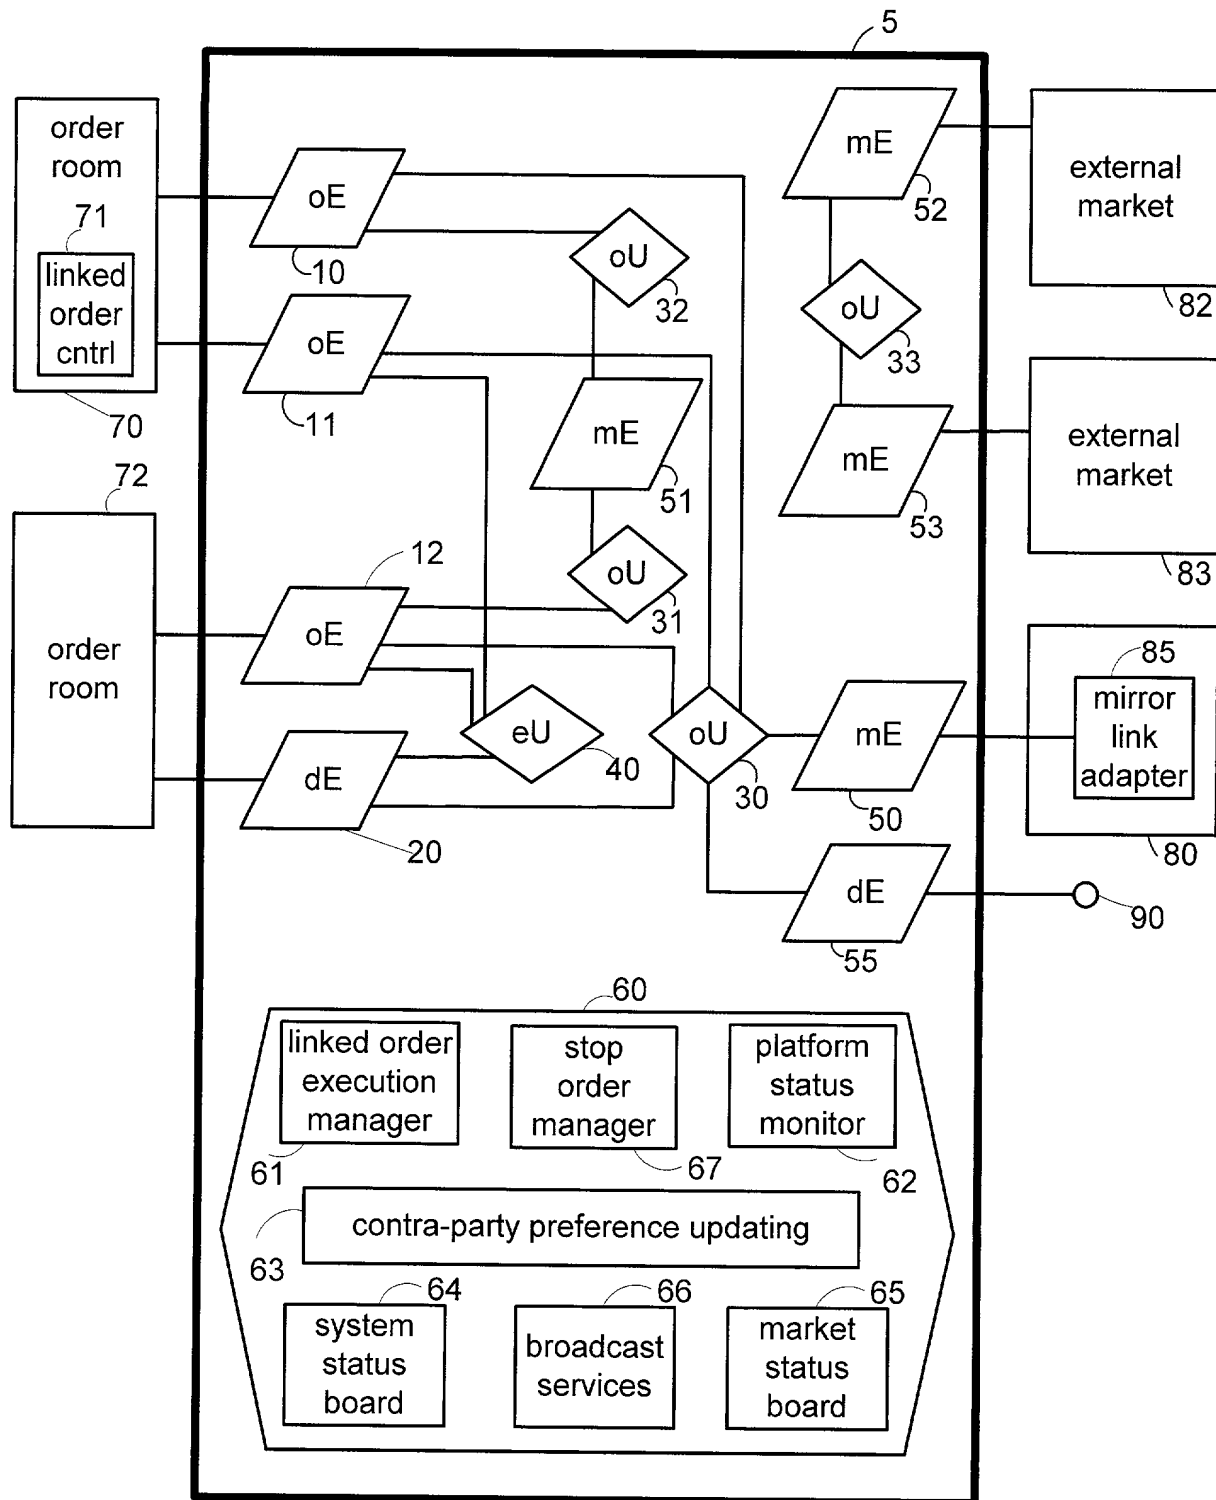 5
order
room
71
linked
order
cntrl
70
oE
10
oE
11
oU
32
mE
51
oU
31
mE
52
oU
33
mE
53
external
market
82
external
market
83
72
order
room
12
oE
dE
20
eU
40
oU
30
mE
50
85
mirror
link
adapter
80
dE
55
90
60
linked order
execution
manager
61
stop
order
manager
67
platform
status
monitor
62
contra-party preference updating
63
64
system
status
board
66
broadcast
services
65
market
status
board